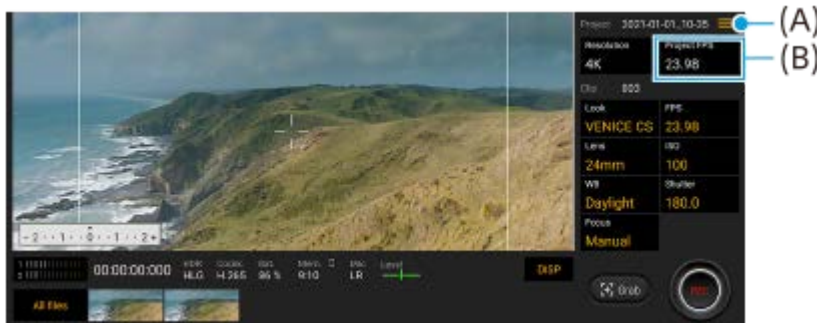 Project 2021-01-01_10-35
(A)
Resolution Project FPS
(B)
4K 23.98
Clip 003
Look FPS
VENICE CS 23.98
Lens ISO
24mm 100
WB Shutter
Daylight 180.0
Focus
Manual
-2··1··0··1··2+
00:00:00:000
HDR Codec Batt. Mem. Mic Level
HLG H.265 86 % 9:10 LR
DISP
Grab
REC
All files